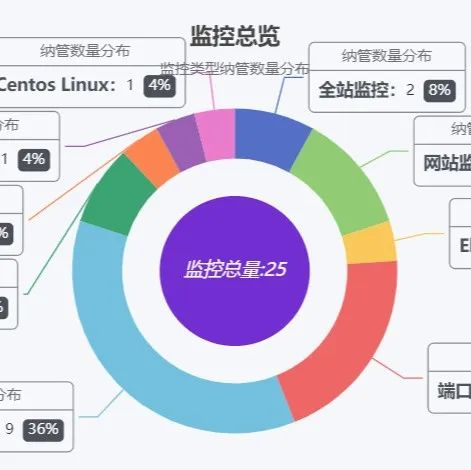 监控总览
监控类型纳管数量分布
纳管数量分布
Centos Linux: 1 4%
纳管数量分布
全站监控: 2 8%
分布
1 4%
纳管
网站监
%
El
监控总量:25
%
端口
分布
9 36%